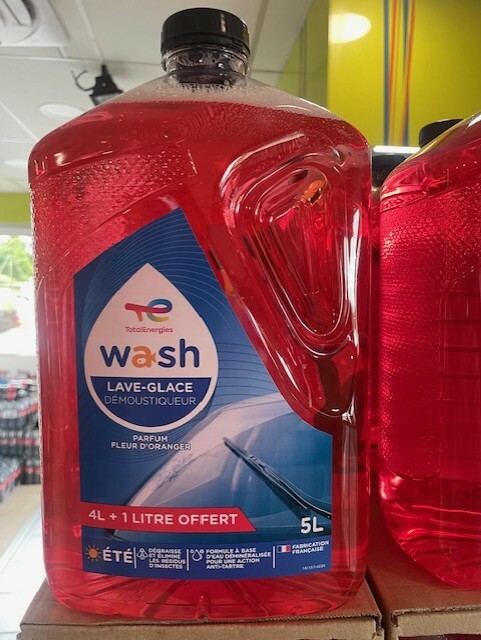 TotalEnergies
wash
LAVE-GLACE
DÉMOUSTIQUEUR
PARFUM
FLEUR D'ORANGER
4L + 1 LITRE OFFERT
5L
ÉTÉ
DÉGRAISSE
ET ÉLIMINE
LES RÉSIDUS
D'INSECTES
FORMULE À BASE
D'EAU DÉMINÉRALISÉE
POUR UNE ACTION
ANTI-TARTRE
FABRICATION
FRANÇAISE